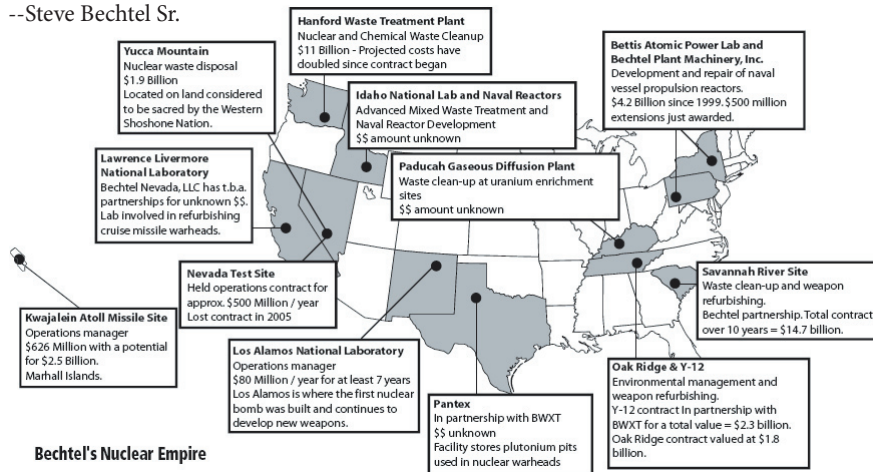 --Steve Bechtel Sr.
Hanford Waste Treatment Plant
Nuclear and Chemical Waste Cleanup
$11 Billion - Projected costs have
doubled since contract began
Yucca Mountain
Nuclear waste disposal
$1.9 Billion
Located on land considered
to be sacred by the Western
Shoshone Nation.
Bettis Atomic Power Lab and
Bechtel Plant Machinery, Inc.
Development and repair of naval
vessel propulsion reactors.
$4.2 Billion since 1999. $500 million
extensions just awarded.
Idaho National Lab and Naval Reactors
Advanced Mixed Waste Treatment and
Naval Reactor Development
$$ amount unknown
Lawrence Livermore
National Laboratory
Bechtel Nevada, LLC has t.b.a.
partnerships for unknown $$.
Lab involved in refurbishing
cruise missile warheads.
Paducah Gaseous Diffusion Plant
Waste clean-up at uranium enrichment
sites
$$ amount unknown
Nevada Test Site
Held operations contract for
approx. $500 Million / year
Lost contract in 2005
Savannah River Site
Waste clean-up and weapon
refurbishing.
Bechtel partnership. Total contract
over 10 years = $14.7 billion.
Kwajalein Atoll Missile Site
Operations manager
$626 Million with a potential
for $2.5 Billion.
Marhall Islands.
Los Alamos National Laboratory
Operations manager
$80 Million / year for at least 7 years
Los Alamos is where the first nuclear
bomb was built and continues to
develop new weapons.
Oak Ridge & Y-12
Environmental management and
weapon refurbishing.
Y-12 contract In partnership with
BWXT for a total value = $2.3 billion.
Oak Ridge contract valued at $1.8
billion.
Pantex
In partnership with BWXT
$$ unknown
Facility stores plutonium pits
used in nuclear warheads
Bechtel's Nuclear Empire